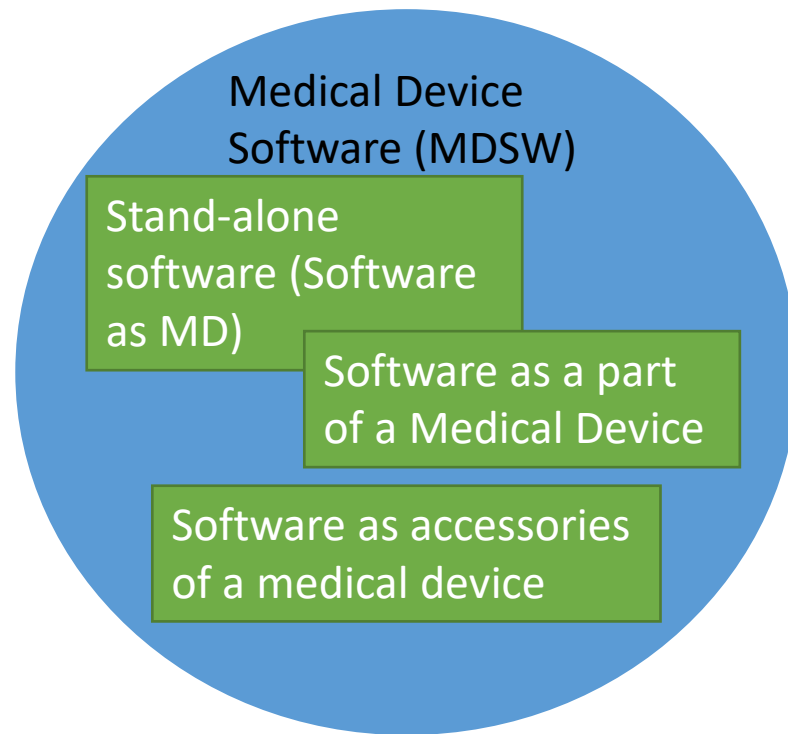 Medical Device
Software (MDSW)
Stand-alone
software (Software
as MD)
Software as a part
of a Medical Device
Software as accessories
of a medical device